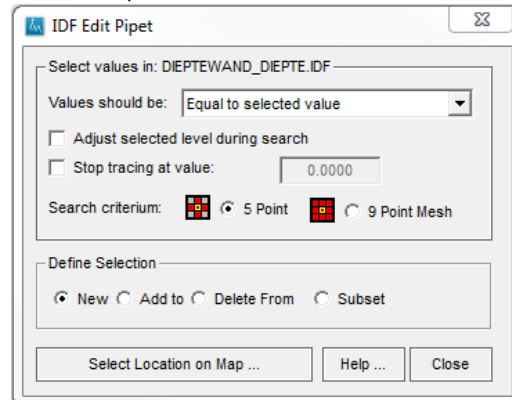 IDF Edit Pipet
Select values in: DIEPTEWAND_DIEPTE.IDF
Values should be: Equal to selected value
Adjust selected level during search
Stop tracing at value: 0.0000
Search criterium: 5 Point 9 Point Mesh
Define Selection
New Add to Delete From Subset
Select Location on Map ... Help ... Close